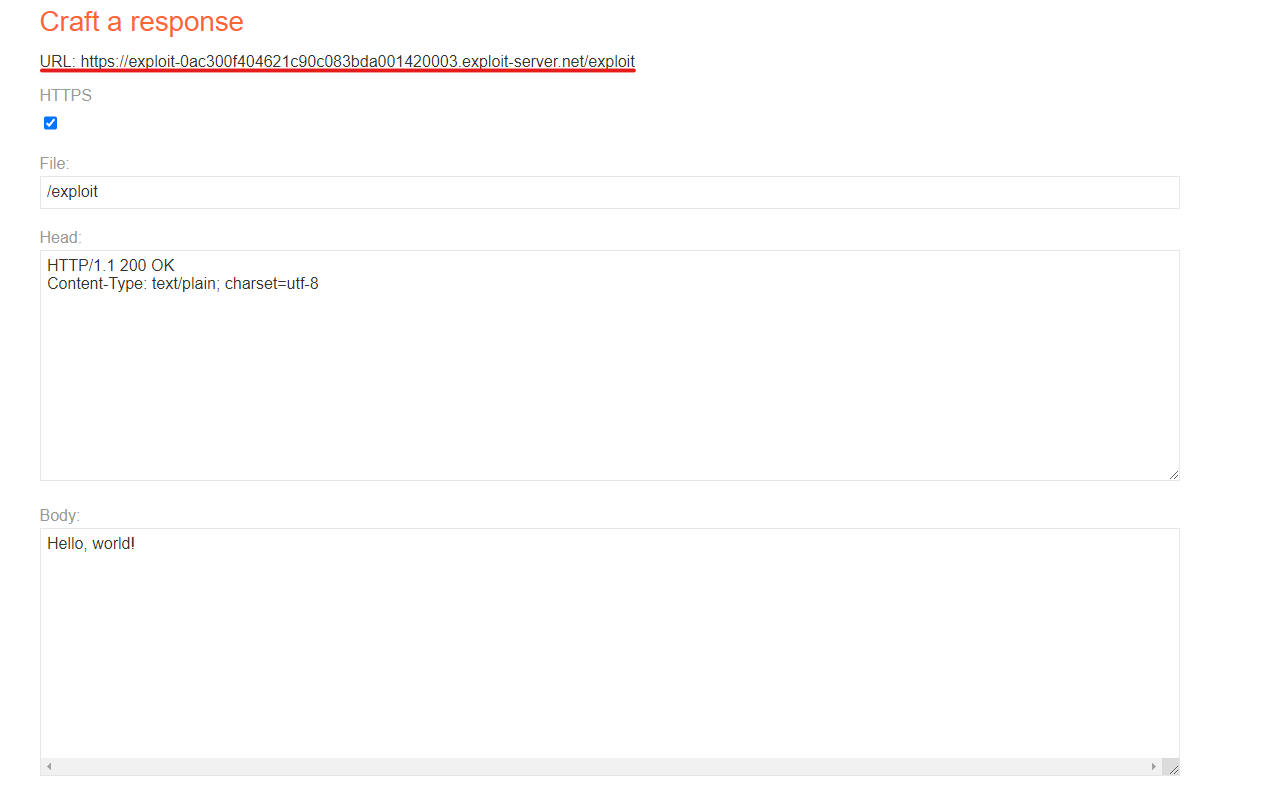 Craft a response
URL: https://exploit-0ac300f404621c90c083bda001420003.exploit-server.net/exploit
HTTPS
File:
/exploit
Head:
HTTP/1.1 200 OK
Content-Type: text/plain; charset=utf-8
Body:
Hello, world!